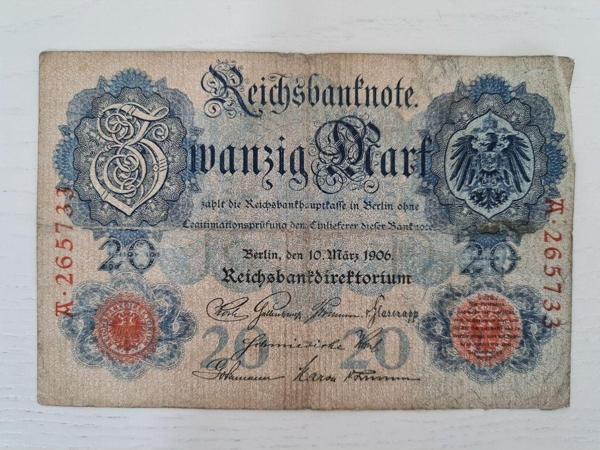 Reichsbanknote.
Zwanzig Mark
zahlt die Reichsbankhauptkasse in Berlin ohne
Legitimationsprüfung dem Einlieferer dieser Banknote
Berlin, den 10. März 1906.
Reichsbankdirektorium
A·265733
A·265733
20
20
20 20